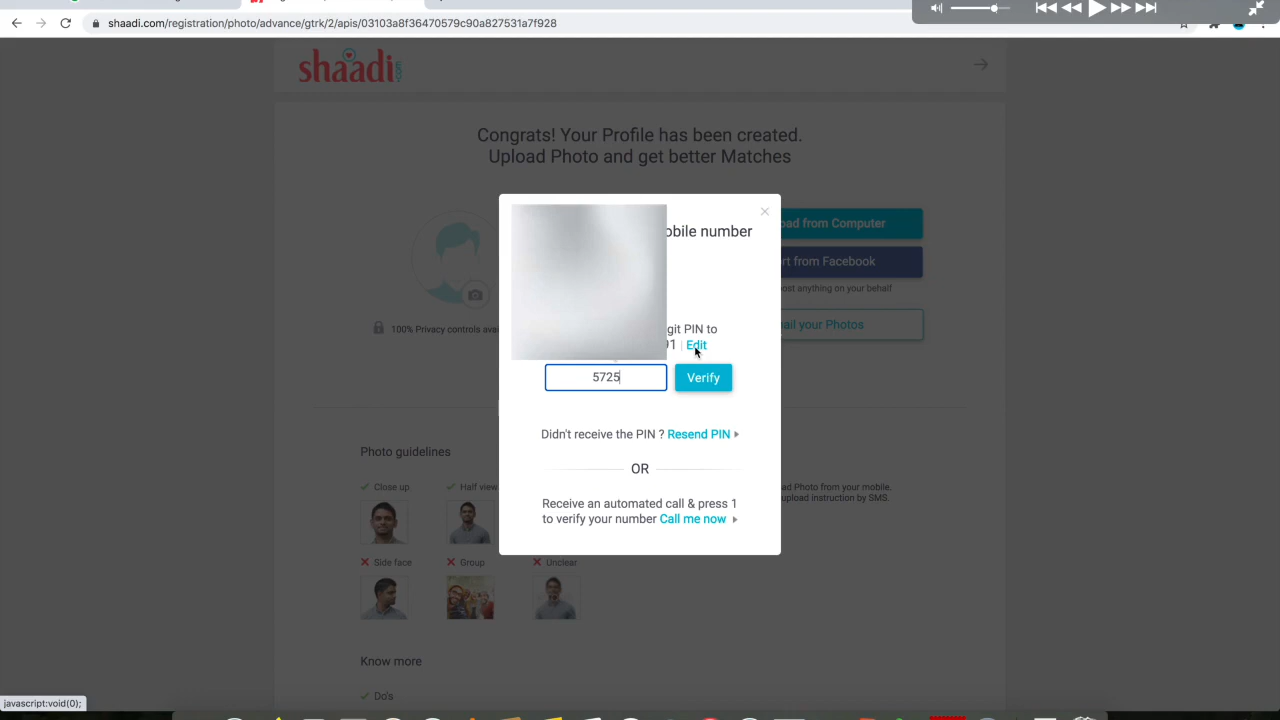 shaadi.com/registration/photo/advance/gtrk/2/apis/03103a8f36470579c90a827531a7f928
shaadi.com
Congrats! Your Profile has been created.
Upload Photo and get better Matches
obile number
oad from Computer
rt from Facebook
ost anything on your behalf
ail your Photos
100% Privacy controls avai
git PIN to
91 | Edit
5725
Verify
Didn't receive the PIN ? Resend PIN
OR
Receive an automated call & press 1
to verify your number Call me now
Photo guidelines
Close up
Half view
ad Photo from your mobile.
upload instruction by SMS.
Side face
Group
Unclear
Know more
Do's
javascript:void(0);